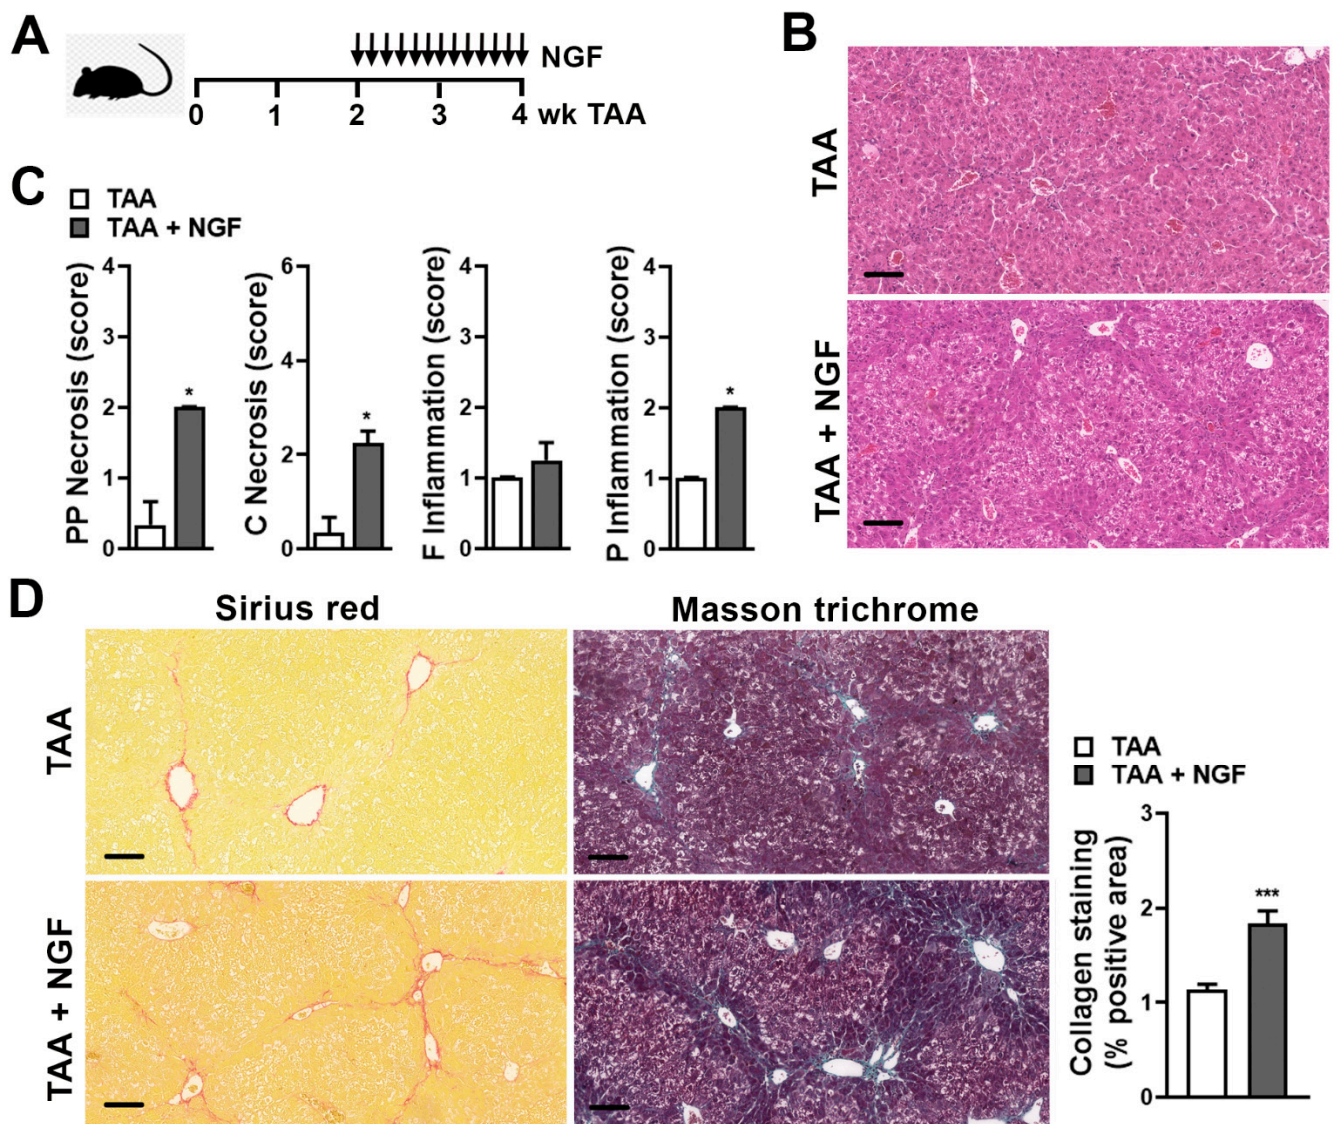 A
NGF
0 1 2 3 4 wk TAA
B
TAA
TAA + NGF
C
TAA
TAA + NGF
PP Necrosis (score)
4
3
2
1
0
*
C Necrosis (score)
6
4
2
0
*
F Inflammation (score)
4
3
2
1
0
P Inflammation (score)
4
3
2
1
0
*
D
Sirius red
Masson trichrome
TAA
TAA + NGF
TAA
TAA + NGF
Collagen staining
(% positive area)
3
2
1
0
***